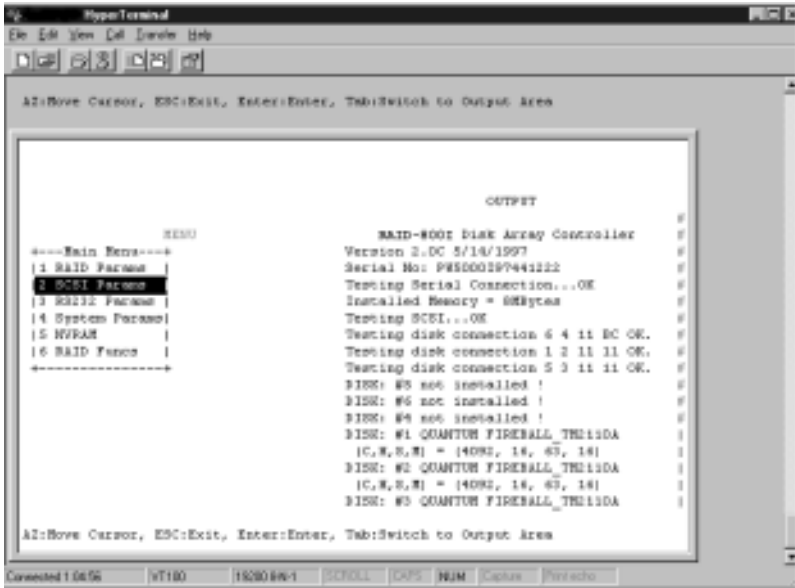 HyperTerminal
File Edit View Call Transfer Help
AZ:Move Cursor, ESC:Exit, Enter:Enter, Tab:Switch to Output Area
OUTPUT
MENU
RAID-800I Disk Array Controller
+---Main Menu---+
Version 2.0C 5/14/1997
|1 RAID Params |
Serial No:
|2 SCSI Params |
Testing Serial Connection...OK
|3 RS232 Params |
Installed Memory = 8MBytes
|4 System Params|
Testing SCSI...OK
|5 NVRAM |
Testing disk connection 6 4 11 BC OK.
|6 RAID Funcs |
Testing disk connection 1 2 11 11 OK.
+---------------+
Testing disk connection 5 3 11 11 OK.
DISK: #5 not installed !
DISK: #6 not installed !
DISK: #4 not installed !
DISK: #1 QUANTUM FIREBALL_TM2110A
(C,H,S,M) = (4092, 16, 63, 16)
DISK: #2 QUANTUM FIREBALL_TM2110A
(C,H,S,M) = (4092, 16, 63, 16)
DISK: #3 QUANTUM FIREBALL_TM2110A
AZ:Move Cursor, ESC:Exit, Enter:Enter, Tab:Switch to Output Area
Connected 1:04:56 VT100 19200 8-N-1 SCROLL CAPS NUM Capture Print echo